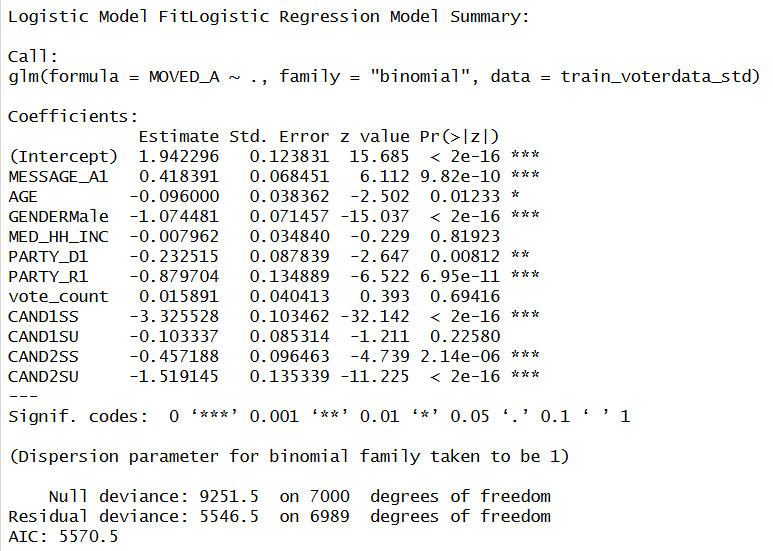 Logistic Model FitLogistic Regression Model Summary:
Call:
glm(formula = MOVED_A ~ ., family = "binomial", data = train_voterdata_std)
Coefficients:
Estimate Std. Error z value Pr(>|z|)
(Intercept) 1.942296 0.123831 15.685 < 2e-16 ***
MESSAGE_A1 0.418391 0.068451 6.112 9.82e-10 ***
AGE -0.096000 0.038362 -2.502 0.01233 *
GENDERMale -1.074481 0.071457 -15.037 < 2e-16 ***
MED_HH_INC -0.007962 0.034840 -0.229 0.81923
PARTY_D1 -0.232515 0.087839 -2.647 0.00812 **
PARTY_R1 -0.879704 0.134889 -6.522 6.95e-11 ***
vote_count 0.015891 0.040413 0.393 0.69416
CAND1SS -3.325528 0.103462 -32.142 < 2e-16 ***
CAND1SU -0.103337 0.085314 -1.211 0.22580
CAND2SS -0.457188 0.096463 -4.739 2.14e-06 ***
CAND2SU -1.519145 0.135339 -11.225 < 2e-16 ***
---
Signif. codes: 0 ‘***’ 0.001 ‘**’ 0.01 ‘*’ 0.05 ‘.’ 0.1 ‘ ’ 1
(Dispersion parameter for binomial family taken to be 1)
Null deviance: 9251.5 on 7000 degrees of freedom
Residual deviance: 5546.5 on 6989 degrees of freedom
AIC: 5570.5